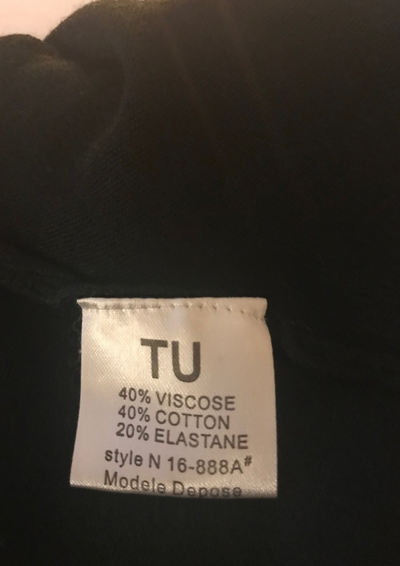 TU
40% VISCOSE
40% COTTON
20% ELASTANE
style N 16-888A#
Modele Depose